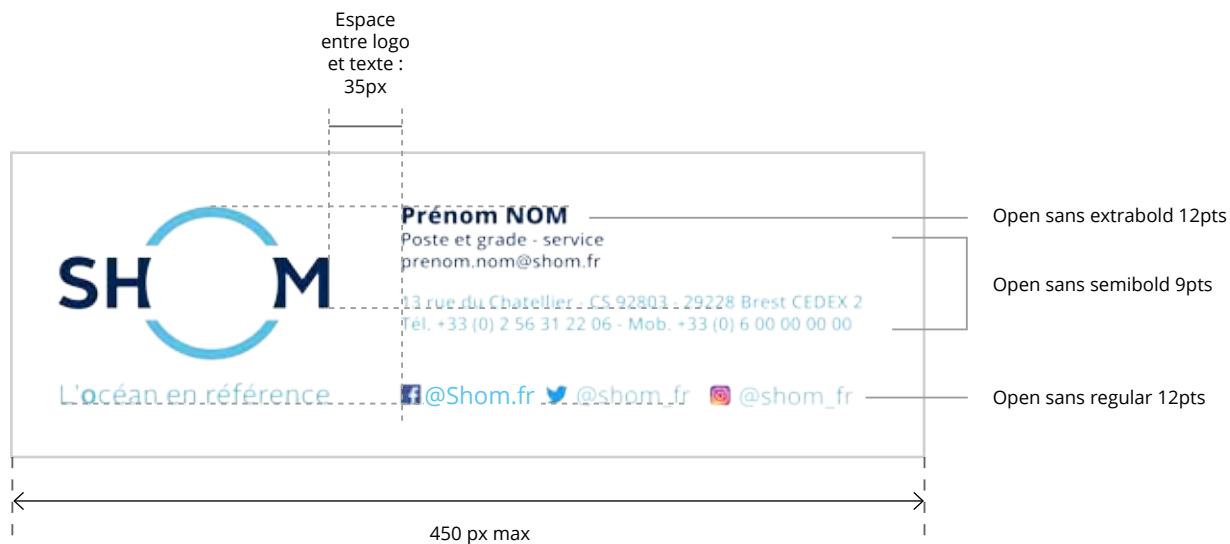 Espace
entre logo
et texte :
35px
SHOM
L'océan en référence
Prénom NOM
Poste et grade - service
prenom.nom@shom.fr
13 rue du Chatellier - CS 92803 - 29228 Brest CEDEX 2
Tél. +33 (0) 2 56 31 22 06 - Mob. +33 (0) 6 00 00 00 00
@Shom.fr @shom_fr @shom_fr
Open sans extrabold 12pts
Open sans semibold 9pts
Open sans regular 12pts
450 px max